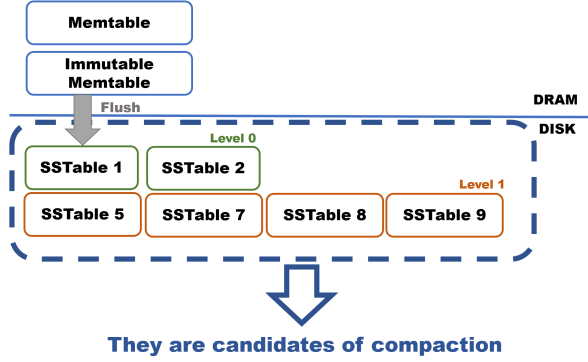 Memtable
Immutable
Memtable
Flush
DRAM
DISK
Level 0
SSTable 1
SSTable 2
Level 1
SSTable 5
SSTable 7
SSTable 8
SSTable 9
They are candidates of compaction